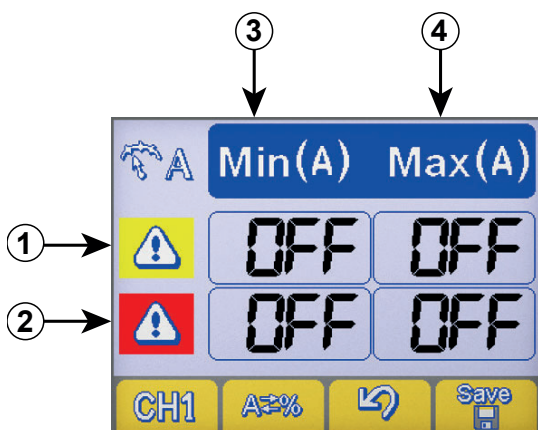 3 4
A Min(A) Max(A)
1 OFF OFF
2 OFF OFF
CH1 A⇄% Save